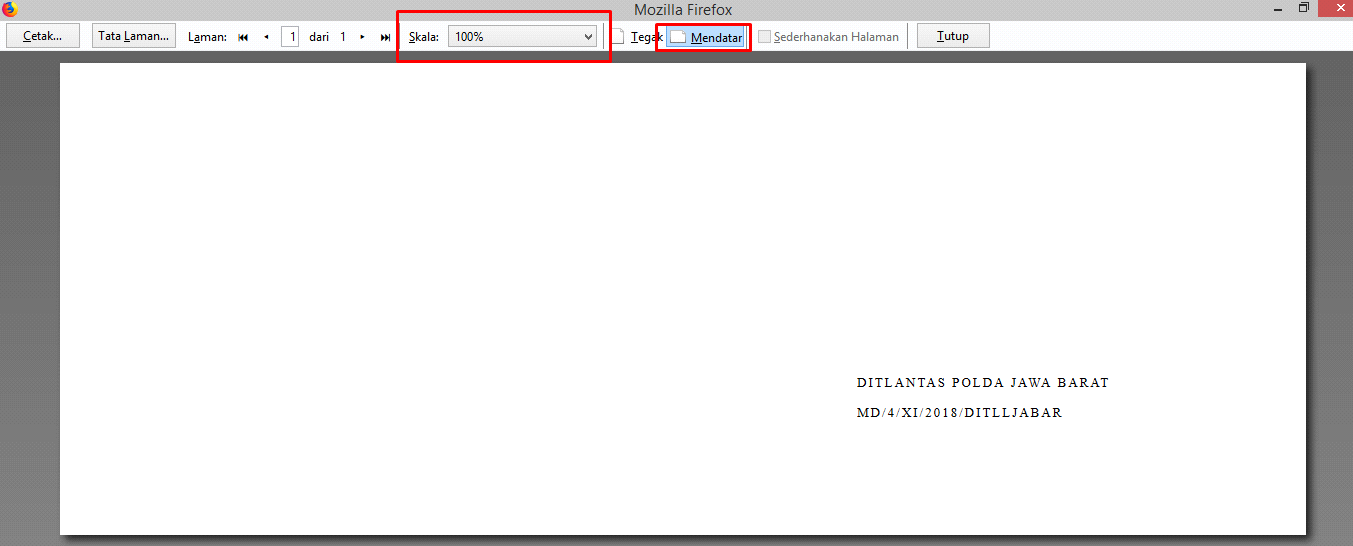 Mozilla Firefox
Cetak... Tata Laman... Laman: 1 dari 1 Skala: 100% Tegak Mendatar Sederhanakan Halaman Tutup
DITLANTAS POLDA JAWA BARAT
MD/4/XI/2018/DITLLJABAR